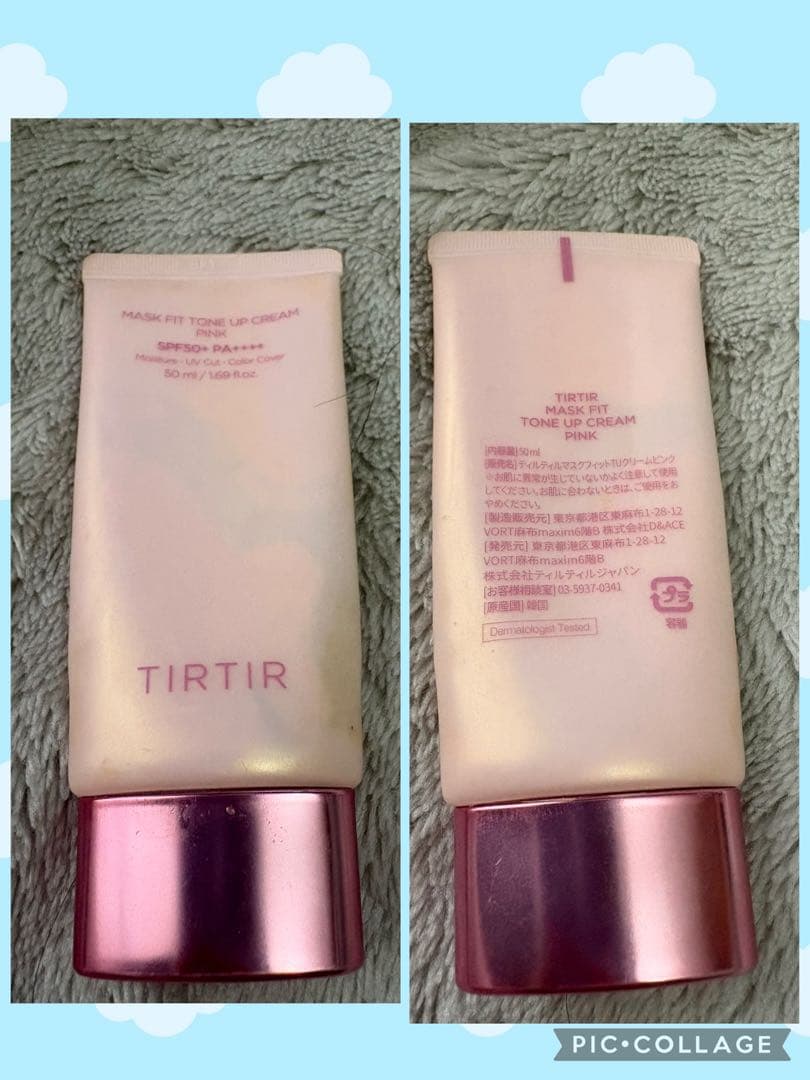 MASK FIT TONE UP CREAM
PINK
SPF50+ PA++++
Moisture · UV Cut · Color Cover
50 ml / 1.69 fl.oz.
TIRTIR
TIRTIR
MASK FIT
TONE UP CREAM
PINK
[内容量] 50ml
[販売名] ティルティルマスクフィットTUクリームピンク
※お肌に異常が生じていないかよく注意して使用
してください。お肌に合わないときは、ご使用をお
やめください。
[製造販売元] 東京都港区東麻布1-28-12
VORT麻布maxim6階B 株式会社D&ACE
[発売元] 東京都港区東麻布1-28-12
VORT麻布maxim6階B
株式会社ティルティルジャパン
[お客様相談室] 03-5937-0341
[原産国] 韓国
プラ
容器
Dermatologist Tested
PIC•COLLAGE